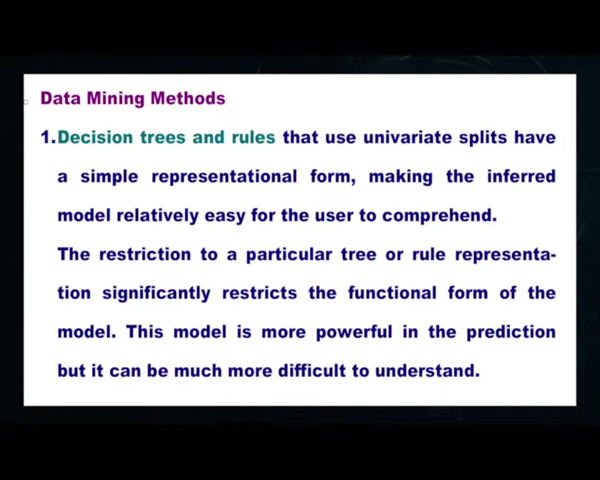 Data Mining Methods
1.Decision trees and rules that use univariate splits have
a simple representational form, making the inferred
model relatively easy for the user to comprehend.
The restriction to a particular tree or rule representa-
tion significantly restricts the functional form of the
model. This model is more powerful in the prediction
but it can be much more difficult to understand.